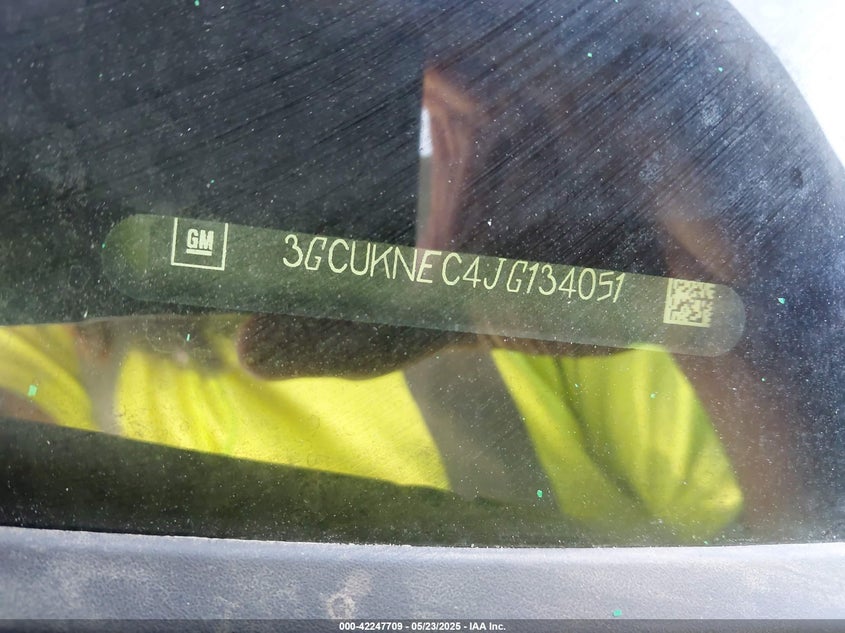 GM
3GCUKNEC4JG134051
000-42247709 - 05/23/2025 - IAA Inc.